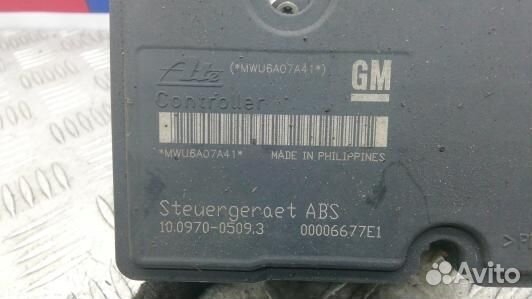 Ate (*MWU6A07A41*) GM
Controller
*MWU6A07A41* MADE IN PHILIPPINES
Steuergeraet ABS
10.0970-0509.3 00006677E1
Avito